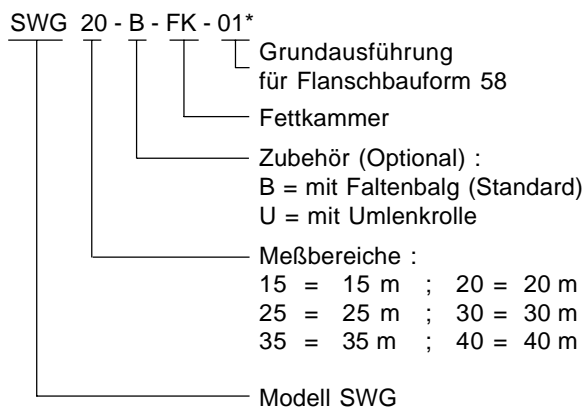 SWG 20 - B - FK - 01*
Grundausführung
für Flanschbauform 58
Fettkammer
Zubehör (Optional) :
B = mit Faltenbalg (Standard)
U = mit Umlenkrolle
Meßbereiche :
15 = 15 m ; 20 = 20 m
25 = 25 m ; 30 = 30 m
35 = 35 m ; 40 = 40 m
Modell SWG